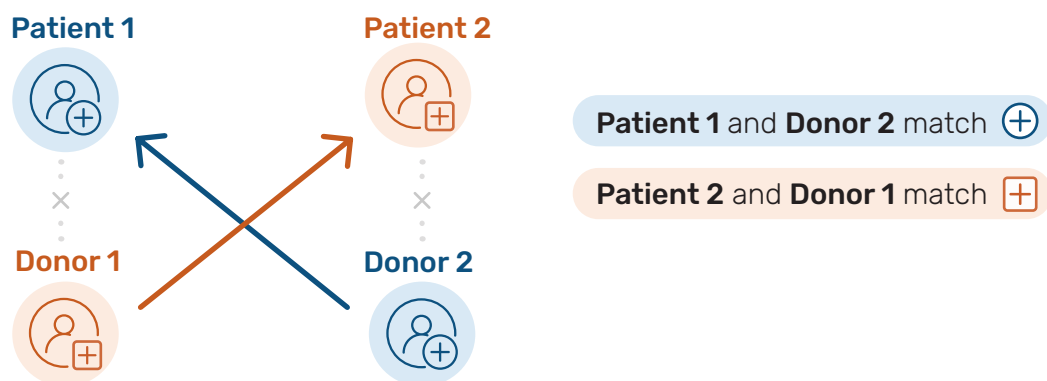 Patient 1
Patient 2
Patient 1 and Donor 2 match
Patient 2 and Donor 1 match
Donor 1
Donor 2